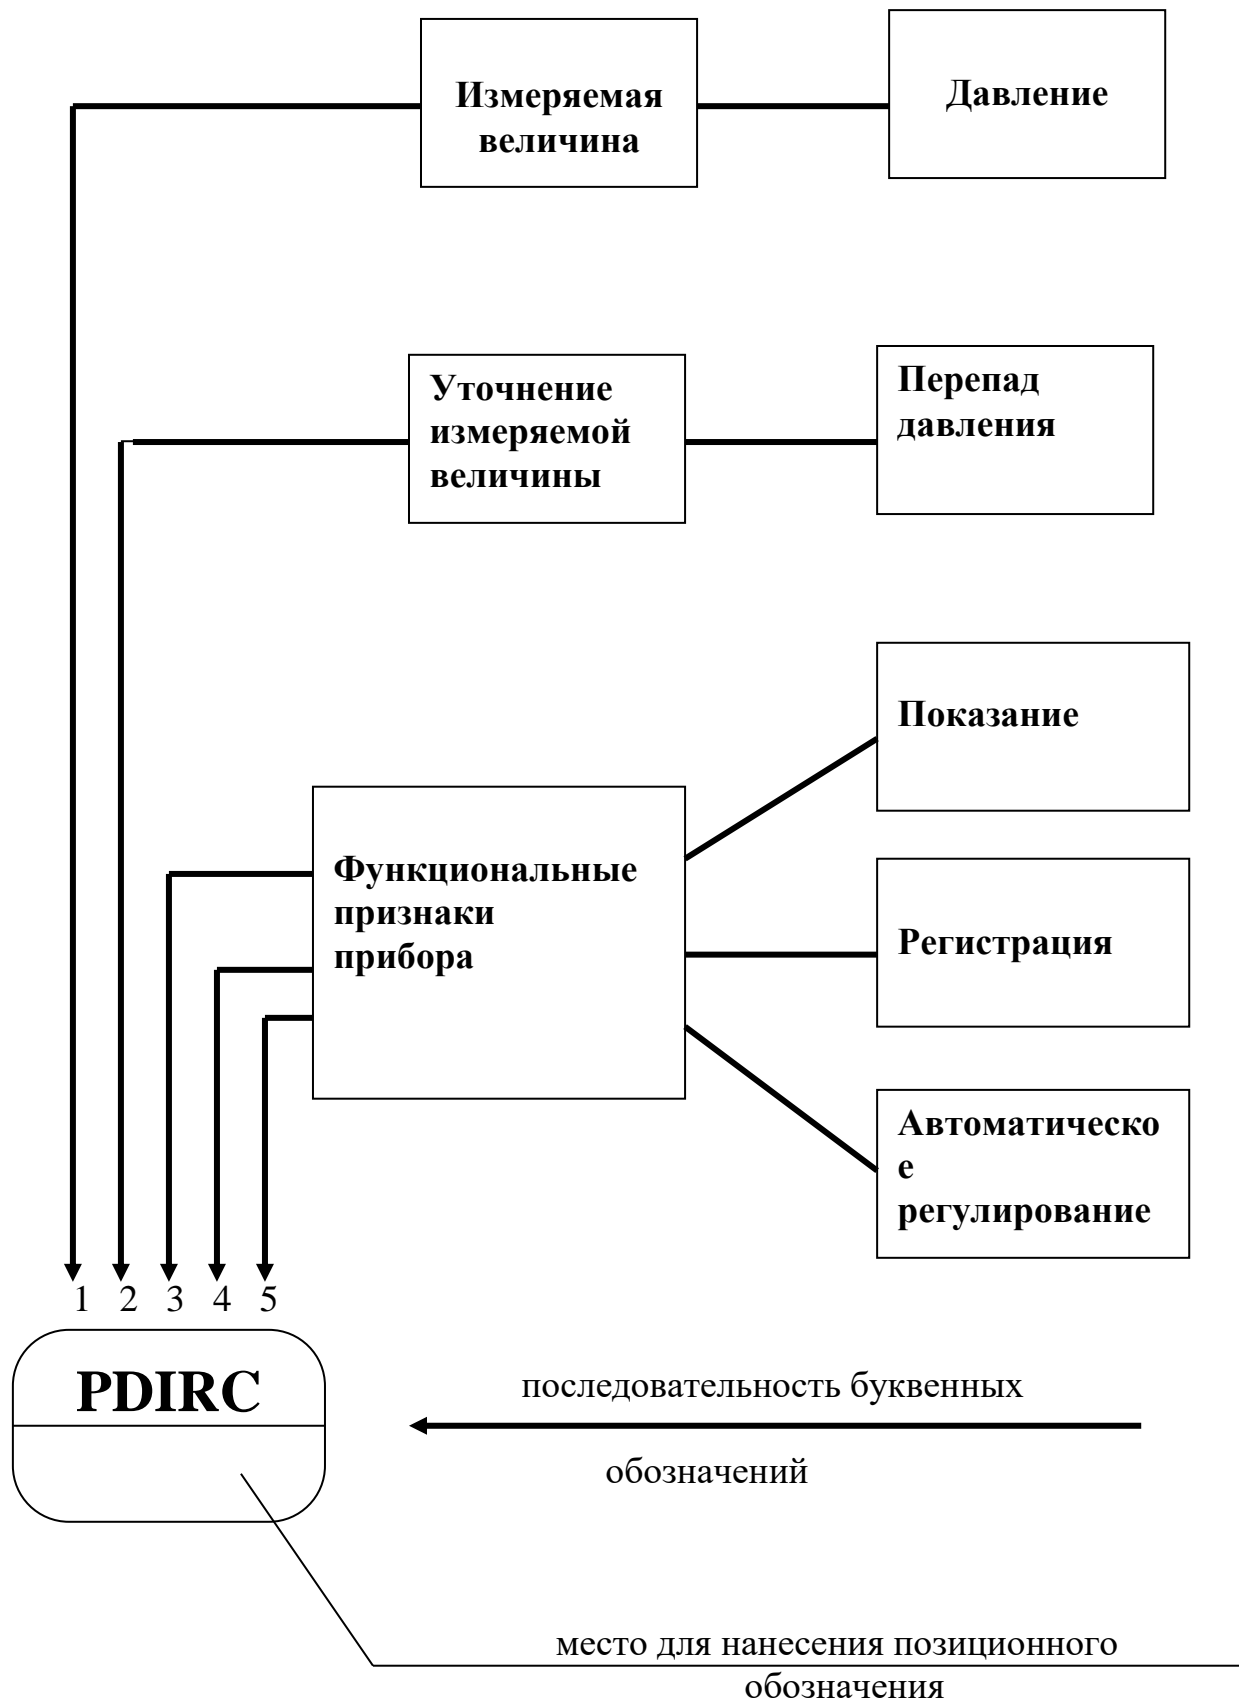 Измеряемая
величина
Давление
Уточнение
измеряемой
величины
Перепад
давления
Показание
Функциональные
признаки
прибора
Регистрация
Автоматическо
е
регулирование
1 2 3 4 5
PDIRC
последовательность буквенных
обозначений
место для нанесения позиционного
обозначения